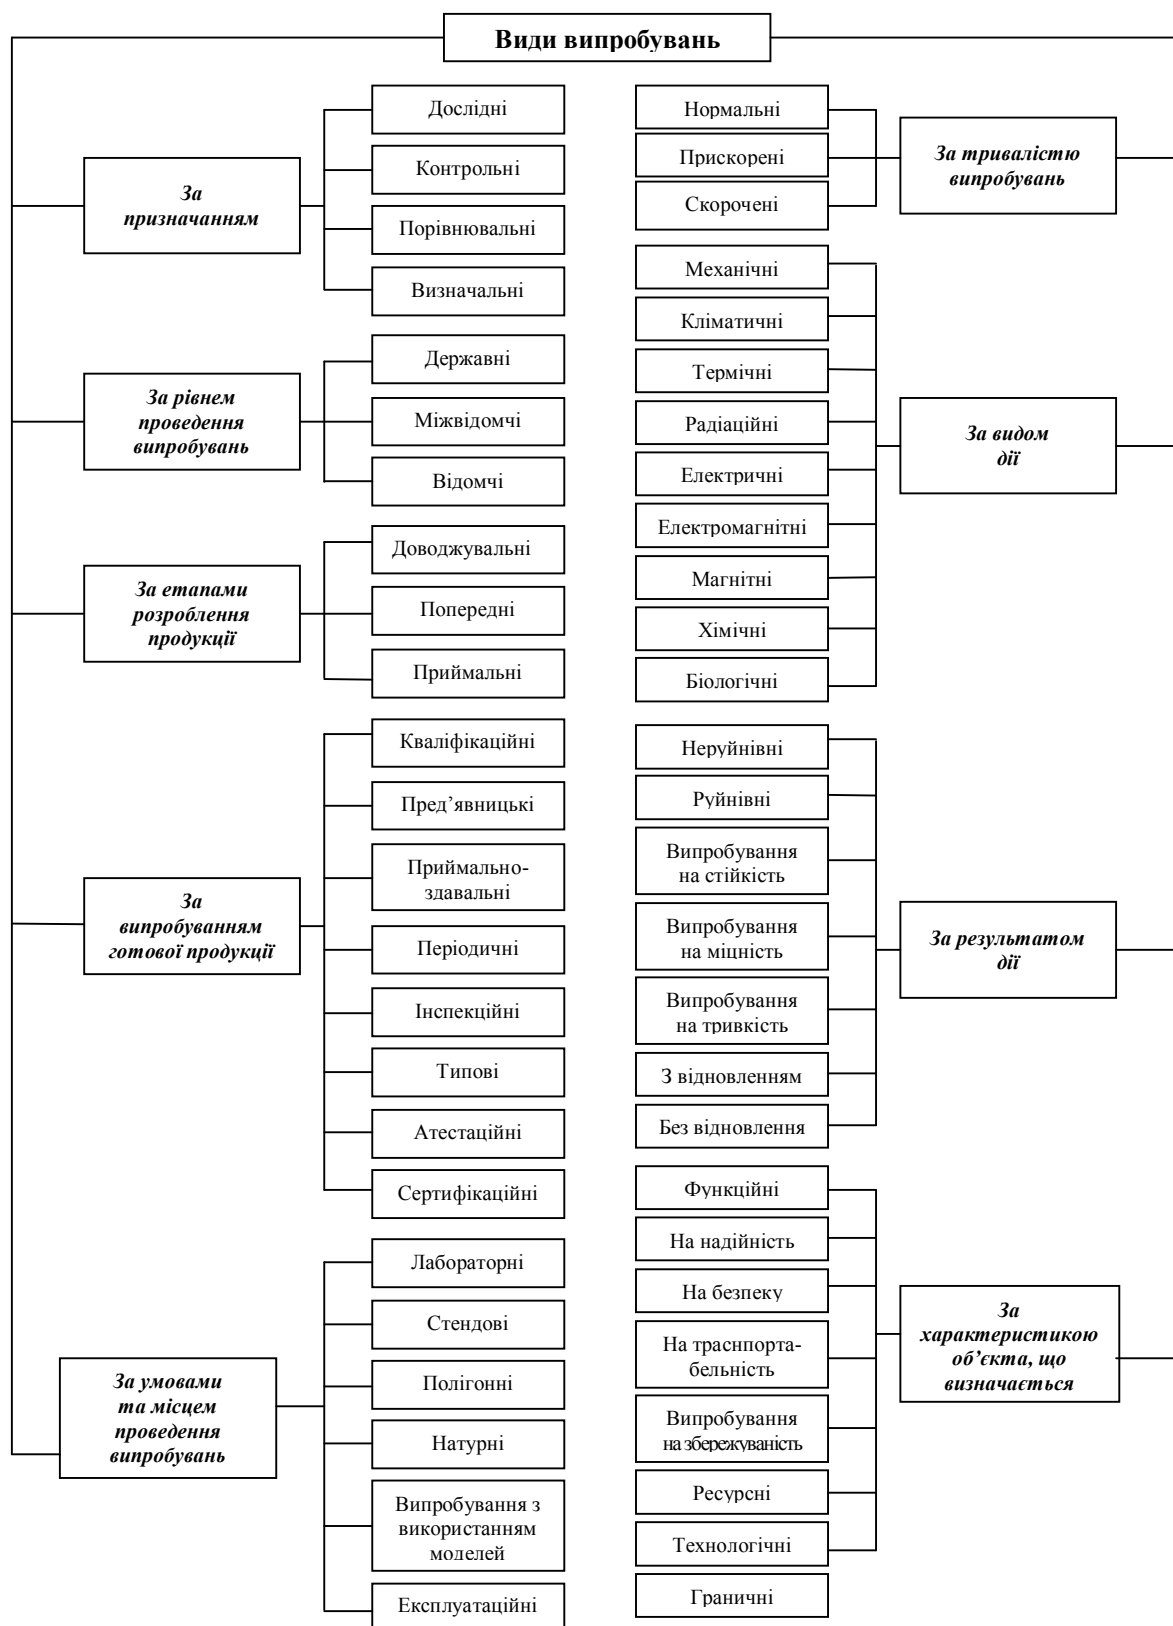 Види випробувань
За
призначанням
Дослідні
Контрольні
Порівнювальні
Визначальні
За рівнем
проведення
випробувань
Державні
Міжвідомчі
Відомчі
За етапами
розроблення
продукції
Доводжувальні
Попередні
Приймальні
За
випробуванням
готової продукції
Кваліфікаційні
Пред’явницькі
Приймально-
здавальні
Періодичні
Інспекційні
Типові
Атестаційні
Сертифікаційні
За умовами
та місцем
проведення
випробувань
Лабораторні
Стендові
Полігонні
Натурні
Випробування з
використанням
моделей
Експлуатаційні
Нормальні
Прискорені
Скорочені
За тривалістю
випробувань
Механічні
Кліматичні
Термічні
Радіаційні
Електричні
Електромагнітні
Магнітні
Хімічні
Біологічні
За видом
дії
Неруйнівні
Руйнівні
Випробування
на стійкість
Випробування
на міцність
Випробування
на тривкість
З відновленням
Без відновлення
За результатом
дії
Функційні
На надійність
На безпеку
На траснпорта-
бельність
Випробування
на збережуваність
Ресурсні
Технологічні
Граничні
За
характеристикою
об’єкта, що
визначається